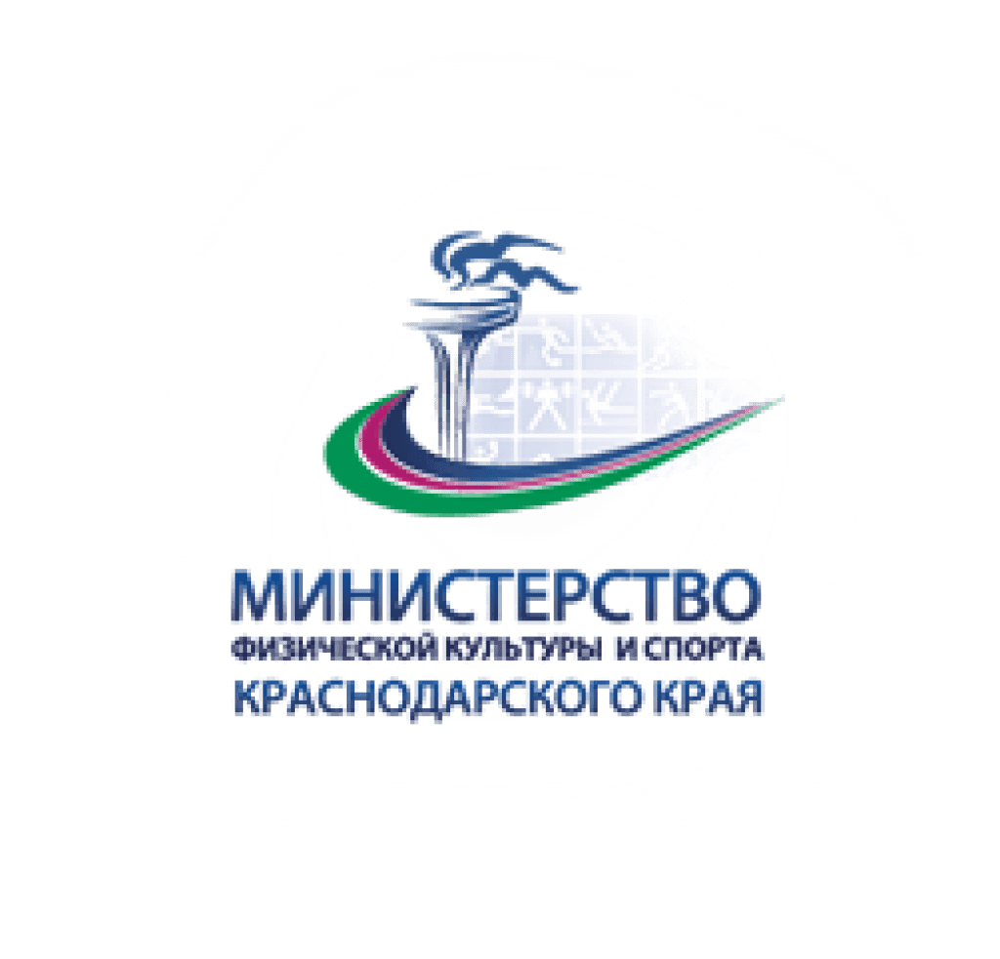 МИНИСТЕРСТВО
ФИЗИЧЕСКОЙ КУЛЬТУРЫ И СПОРТА
КРАСНОДАРСКОГО КРАЯ